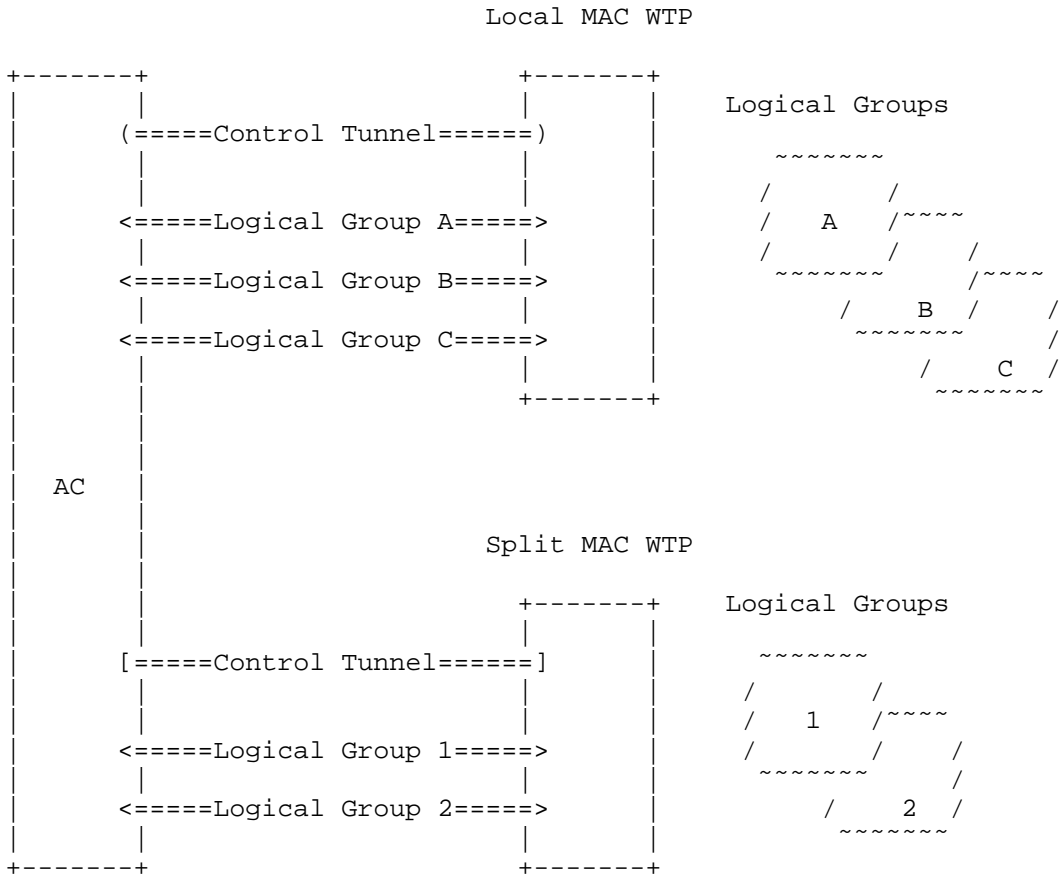 Local MAC WTP
Logical Groups
(=====Control Tunnel======)
<=====Logical Group A=====>
A
<=====Logical Group B=====>
B
<=====Logical Group C=====>
C
AC
Split MAC WTP
Logical Groups
[=====Control Tunnel======]
1
<=====Logical Group 1=====>
<=====Logical Group 2=====>
2